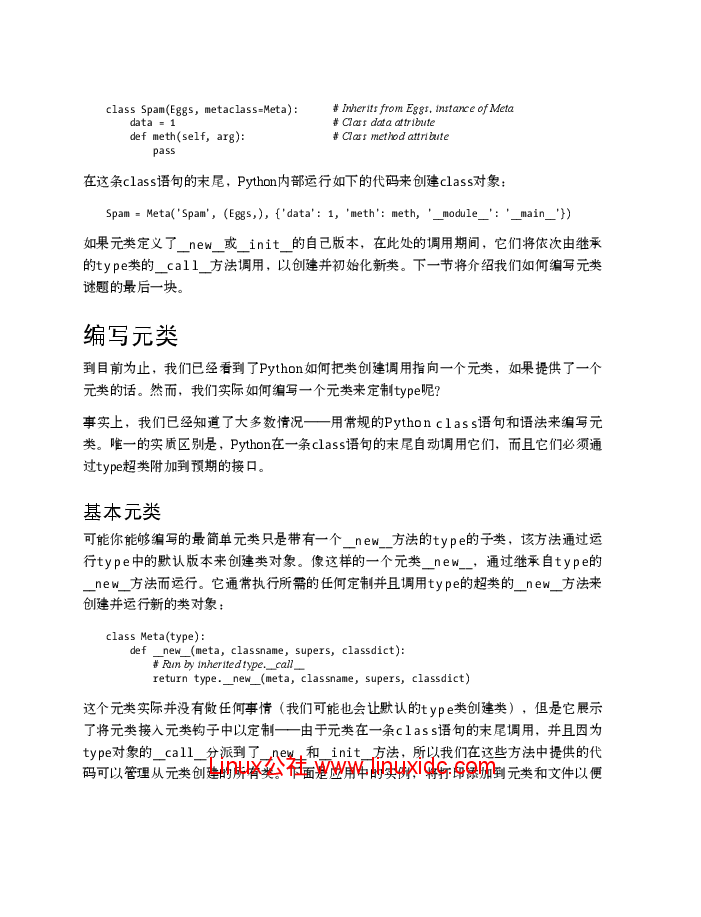 class Spam(Eggs, metaclass=Meta): # Inherits from Eggs, instance of Meta
data = 1 # Class data attribute
def meth(self, arg): # Class method attribute
pass
在这条class语句的末尾，Python内部运行如下的代码来创建class对象：
Spam = Meta('Spam', (Eggs,), {'data': 1, 'meth': meth, '__module__': '__main__'})
如果元类定义了__new__或__init__的自己版本，在此处的调用期间，它们将依次由继承
的type类的__call__方法调用，以创建并初始化新类。下一节将介绍我们如何编写元类
谜题的最后一块。
编写元类
到目前为止，我们已经看到了Python如何把类创建调用指向一个元类，如果提供了一个
元类的话。然而，我们实际如何编写一个元类来定制type呢？
事实上，我们已经知道了大多数情况——用常规的Python class语句和语法来编写元
类。唯一的实质区别是，Python在一条class语句的末尾自动调用它们，而且它们必须通
过type超类附加到预期的接口。
基本元类
可能你能够编写的最简单元类只是带有一个__new__方法的type的子类，该方法通过运
行type中的默认版本来创建类对象。像这样的一个元类__new__，通过继承自type的
__new__方法而运行。它通常执行所需的任何定制并且调用type的超类的__new__方法来
创建并运行新的类对象：
class Meta(type):
def __new__(meta, classname, supers, classdict):
# Run by inherited type.__call__
return type.__new__(meta, classname, supers, classdict)
这个元类实际并没有做任何事情（我们可能也会让默认的type类创建类），但是它展示
了将元类接入元类钩子中以定制——由于元类在一条class语句的末尾调用，并且因为
type对象的__call__分派到了__new__和__init__方法，所以我们在这些方法中提供的代
码可以管理从元类创建的所有类。下面是应用中的实例，将打印添加到元类和文件以便
Linux公社 www.linuxidc.com